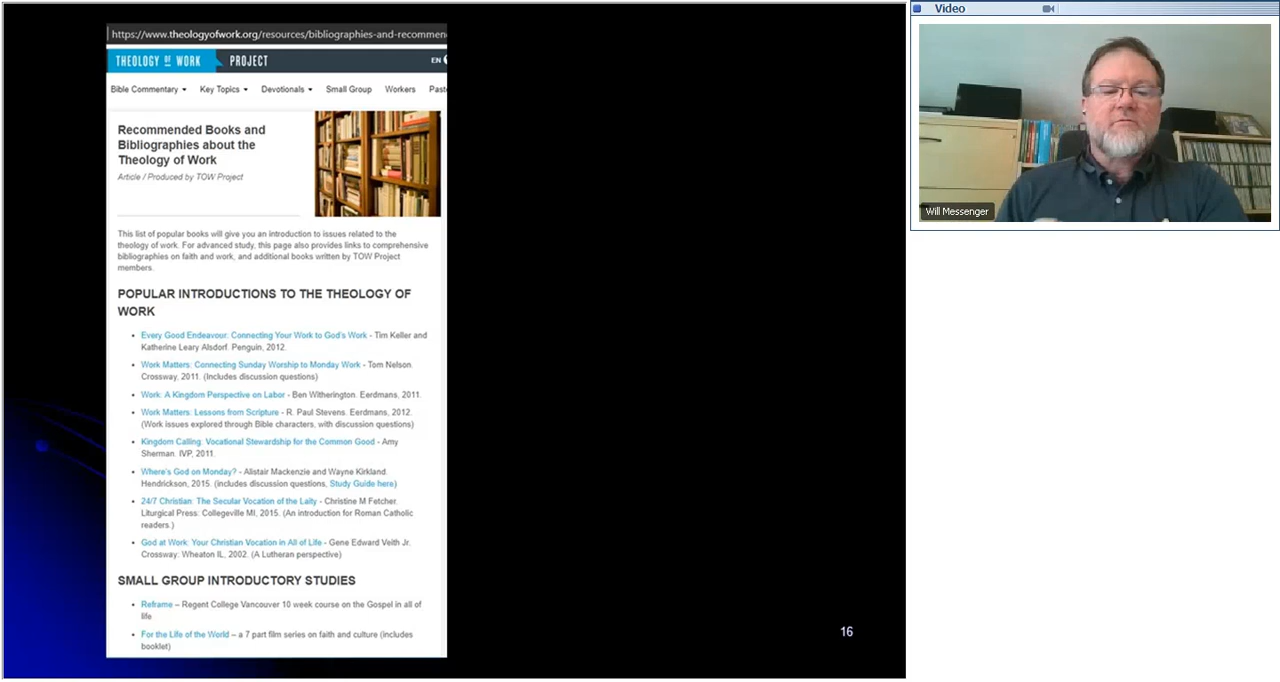 https://www.theologyofwork.org/resources/bibliographies-and-recommen
THEOLOGY OF WORK PROJECT EN
Bible Commentary Key Topics Devotionals Small Group Workers Past
Recommended Books and
Bibliographies about the
Theology of Work
Article / Produced by TOW Project
This list of popular books will give you an introduction to issues related to the
theology of work. For advanced study, this page also provides links to comprehensive
bibliographies on faith and work, and additional books written by TOW Project
members.
POPULAR INTRODUCTIONS TO THE THEOLOGY OF
WORK
• Every Good Endeavour: Connecting Your Work to God's Work - Tim Keller and
Katherine Leary Alsdorf. Penguin, 2012.
• Work Matters: Connecting Sunday Worship to Monday Work - Tom Nelson.
Crossway, 2011. (Includes discussion questions)
• Work: A Kingdom Perspective on Labor - Ben Witherington. Eerdmans, 2011.
• Work Matters: Lessons from Scripture - R. Paul Stevens. Eerdmans, 2012.
(Work issues explored through Bible characters, with discussion questions)
• Kingdom Calling: Vocational Stewardship for the Common Good - Amy
Sherman. IVP, 2011.
• Where's God on Monday? - Alistair Mackenzie and Wayne Kirkland.
Hendrickson, 2015. (includes discussion questions, Study Guide here)
• 24/7 Christian: The Secular Vocation of the Laity - Christine M Fetcher.
Liturgical Press: Collegeville MI, 2015. (An introduction for Roman Catholic
readers.)
• God at Work: Your Christian Vocation in All of Life - Gene Edward Veith Jr.
Crossway: Wheaton IL, 2002. (A Lutheran perspective)
SMALL GROUP INTRODUCTORY STUDIES
• Reframe – Regent College Vancouver 10 week course on the Gospel in all of
life
• For the Life of the World – a 7 part film series on faith and culture (includes
booklet)
16
Video
Will Messenger